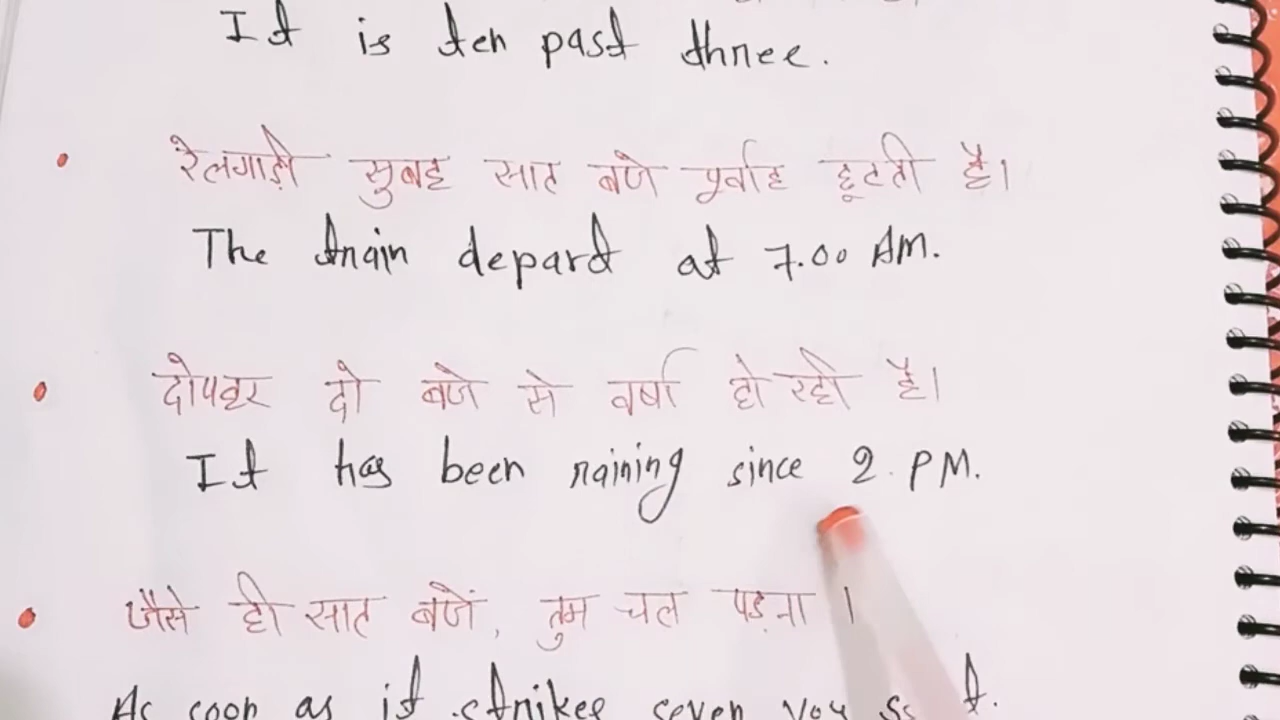 It is ten past three.
रेलगाड़ी सुबह सात बजे पूर्वाह छूटती है।
The train depart at 7.00 AM.
दोपहर दो बजे से वर्षा हो रही है।
It has been raining since 2. PM.
जैसे ही सात बजें, तुम चल पड़ना।
As soon as it strikes seven you